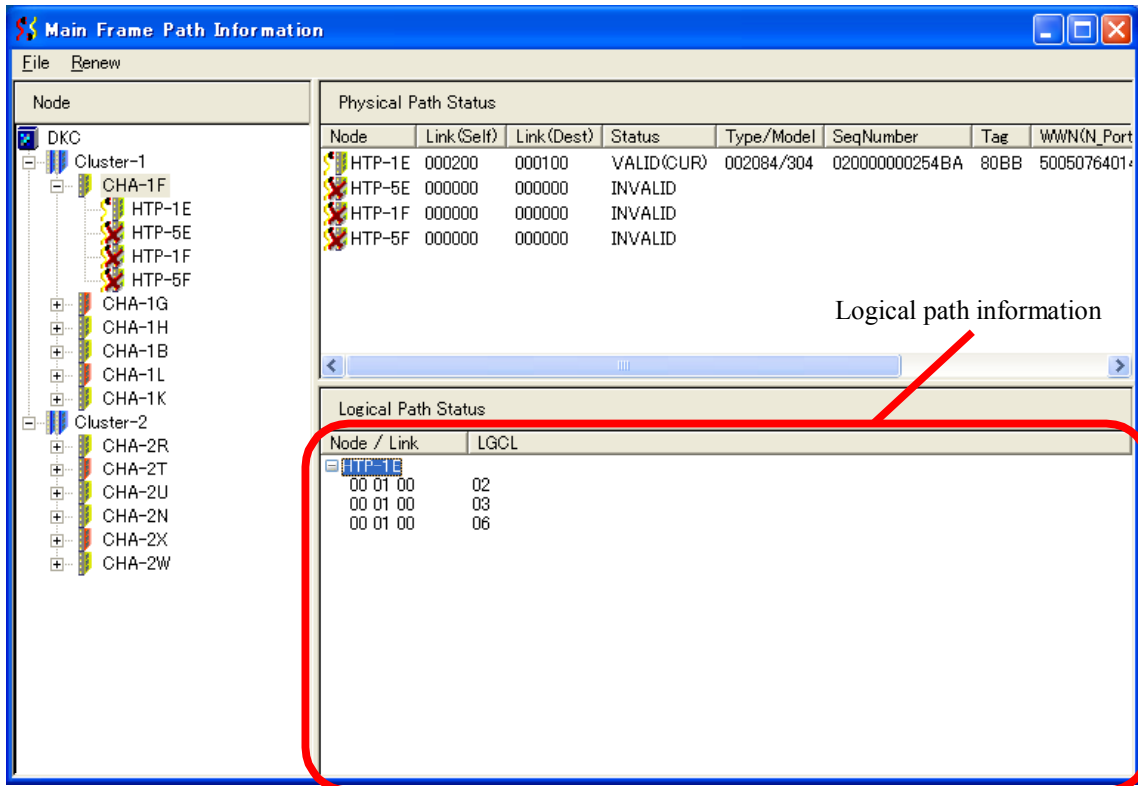 Main Frame Path Information
File Renew
Node
DKC
Cluster-1
CHA-1F
HTP-1E
HTP-5E
HTP-1F
HTP-5F
CHA-1G
CHA-1H
CHA-1B
CHA-1L
CHA-1K
Cluster-2
CHA-2R
CHA-2T
CHA-2U
CHA-2N
CHA-2X
CHA-2W
Physical Path Status
Node Link(Self) Link(Dest) Status Type/Model SeqNumber Tag WWN(N_Port
HTP-1E 000200 000100 VALID(CUR) 002084/304 020000000254BA 80BB 5005076401
HTP-5E 000000 000000 INVALID
HTP-1F 000000 000000 INVALID
HTP-5F 000000 000000 INVALID
Logical path information
Logical Path Status
Node / Link LGCL
HTP-1E
00 01 00 02
00 01 00 03
00 01 00 06